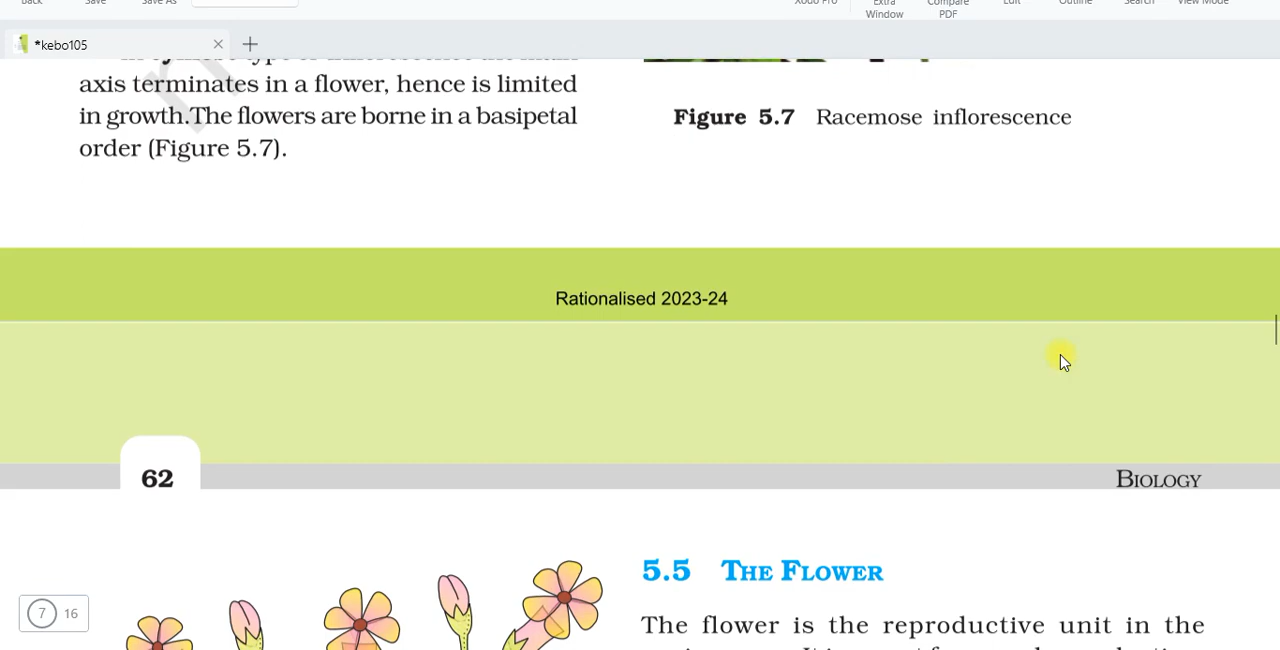 Back Save Save As Xodo Pro Extra Window Compare PDF Edit Outline Search View Mode
*kebo105
axis terminates in a flower, hence is limited
in growth.The flowers are borne in a basipetal
order (Figure 5.7).
Figure 5.7 Racemose inflorescence
Rationalised 2023-24
62
BIOLOGY
5.5 THE FLOWER
The flower is the reproductive unit in the
7 16